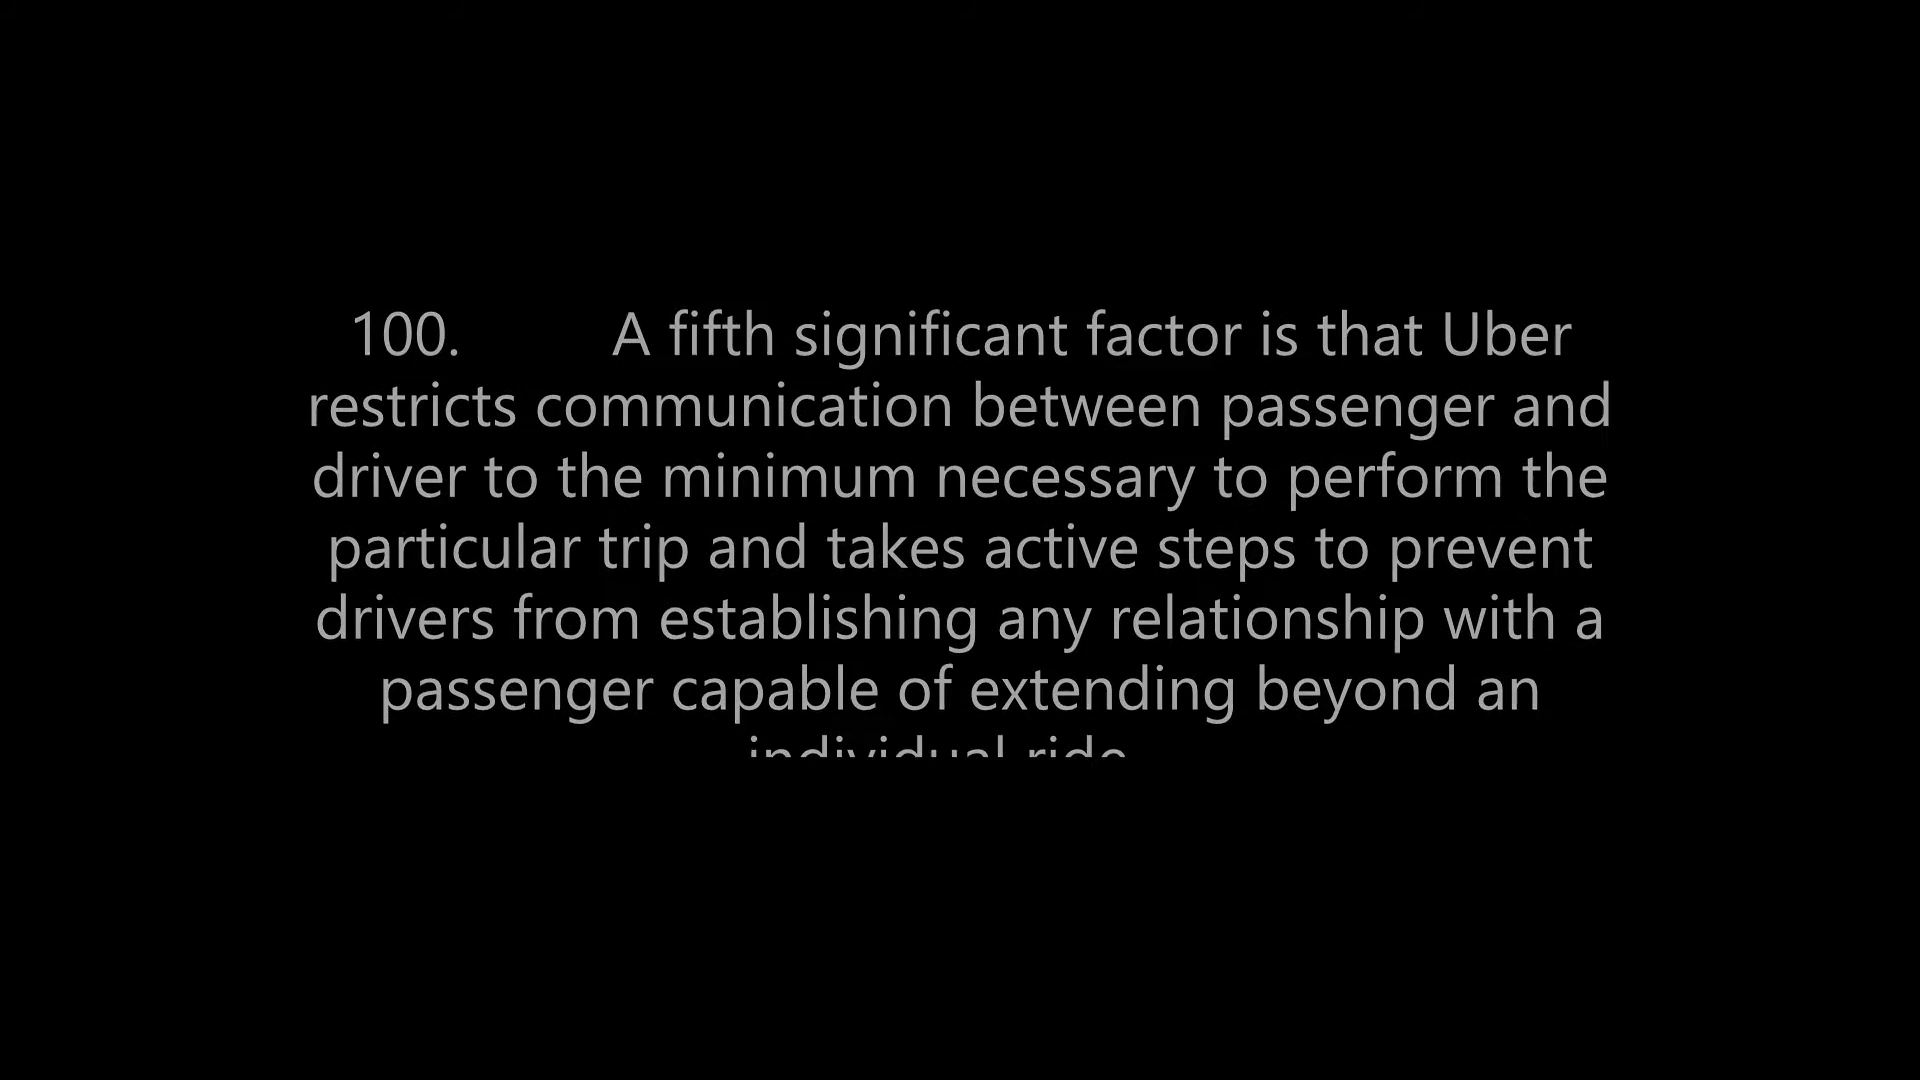 100. A fifth significant factor is that Uber
restricts communication between passenger and
driver to the minimum necessary to perform the
particular trip and takes active steps to prevent
drivers from establishing any relationship with a
passenger capable of extending beyond an
individual ride